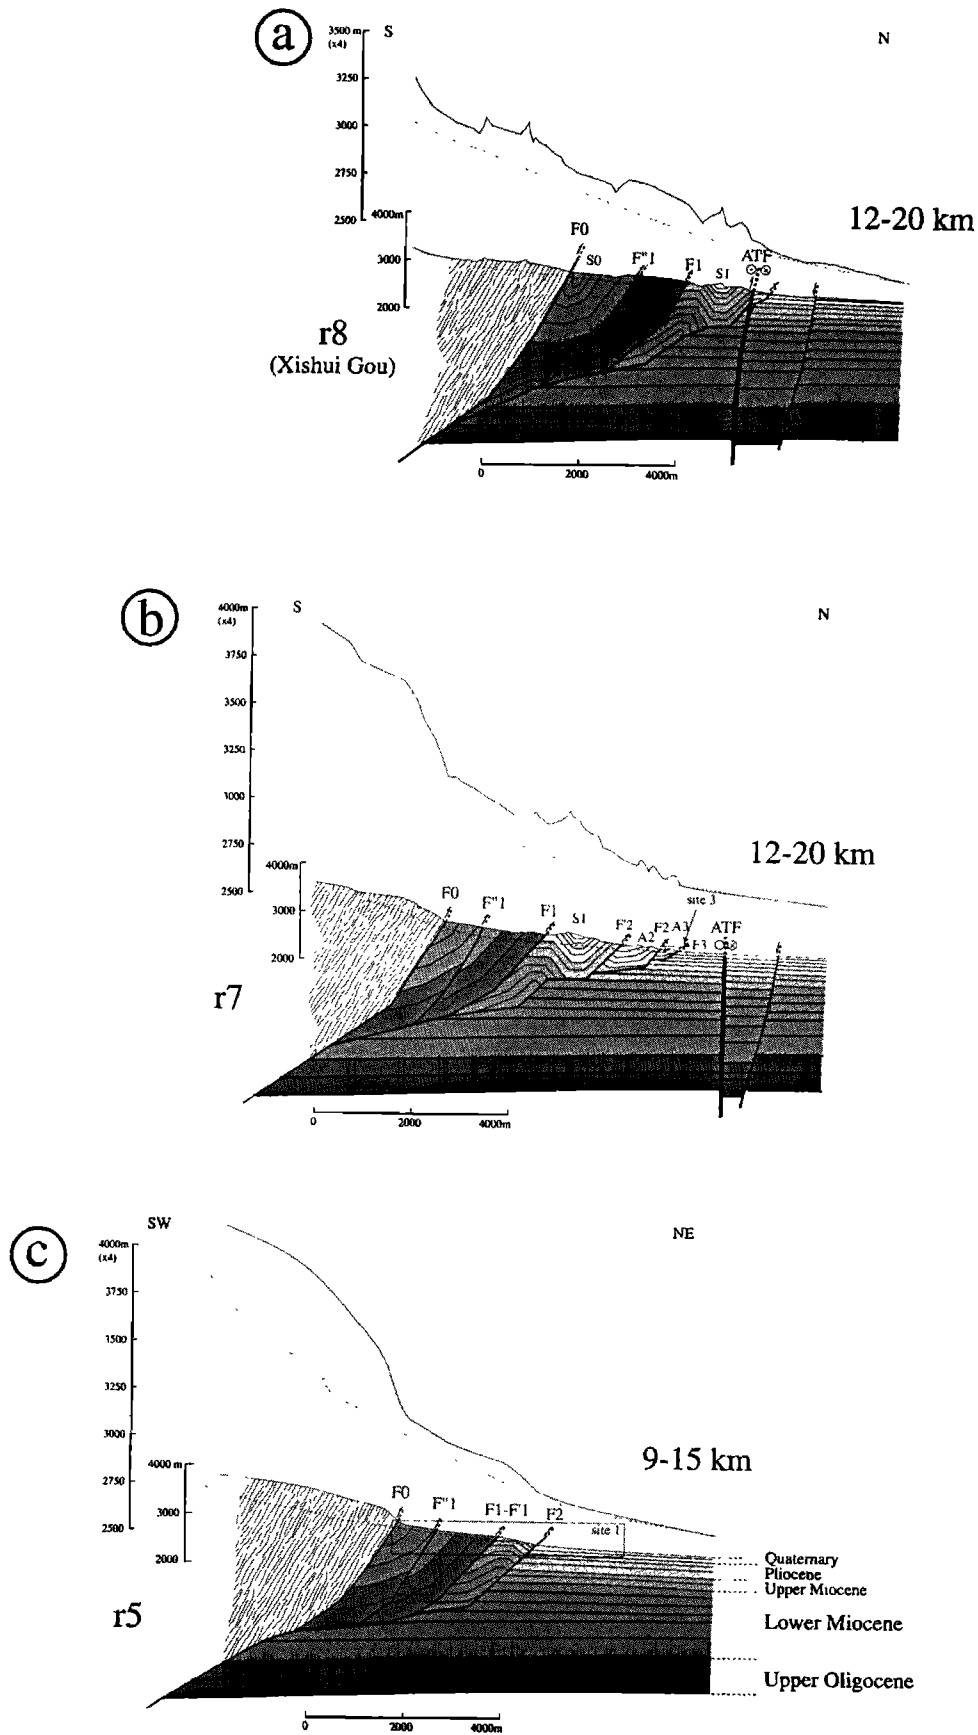 a
3500 m
(x4)
S
N
3250
3000
2750
2500
4000m
3000
2000
12-20 km
F0
S0
F"1
F1
S1
ATF
r8
(Xishui Gou)
0
2000
4000m
b
4000m
(x4)
S
N
3750
3500
3250
3000
2750
2500
4000m
3000
2000
12-20 km
site 3
F0
F"1
F1
S1
F'2
A2
F2
A3
F3
ATF
r7
0
2000
4000m
c
SW
NE
4000m
(x4)
3750
1500
3250
3000
2750
2500
4000 m
3000
2000
9-15 km
F0
F"1
F1-F'1
F2
site 1
r5
Quaternary
Pliocene
Upper Miocene
Lower Miocene
Upper Oligocene
0
2000
4000m